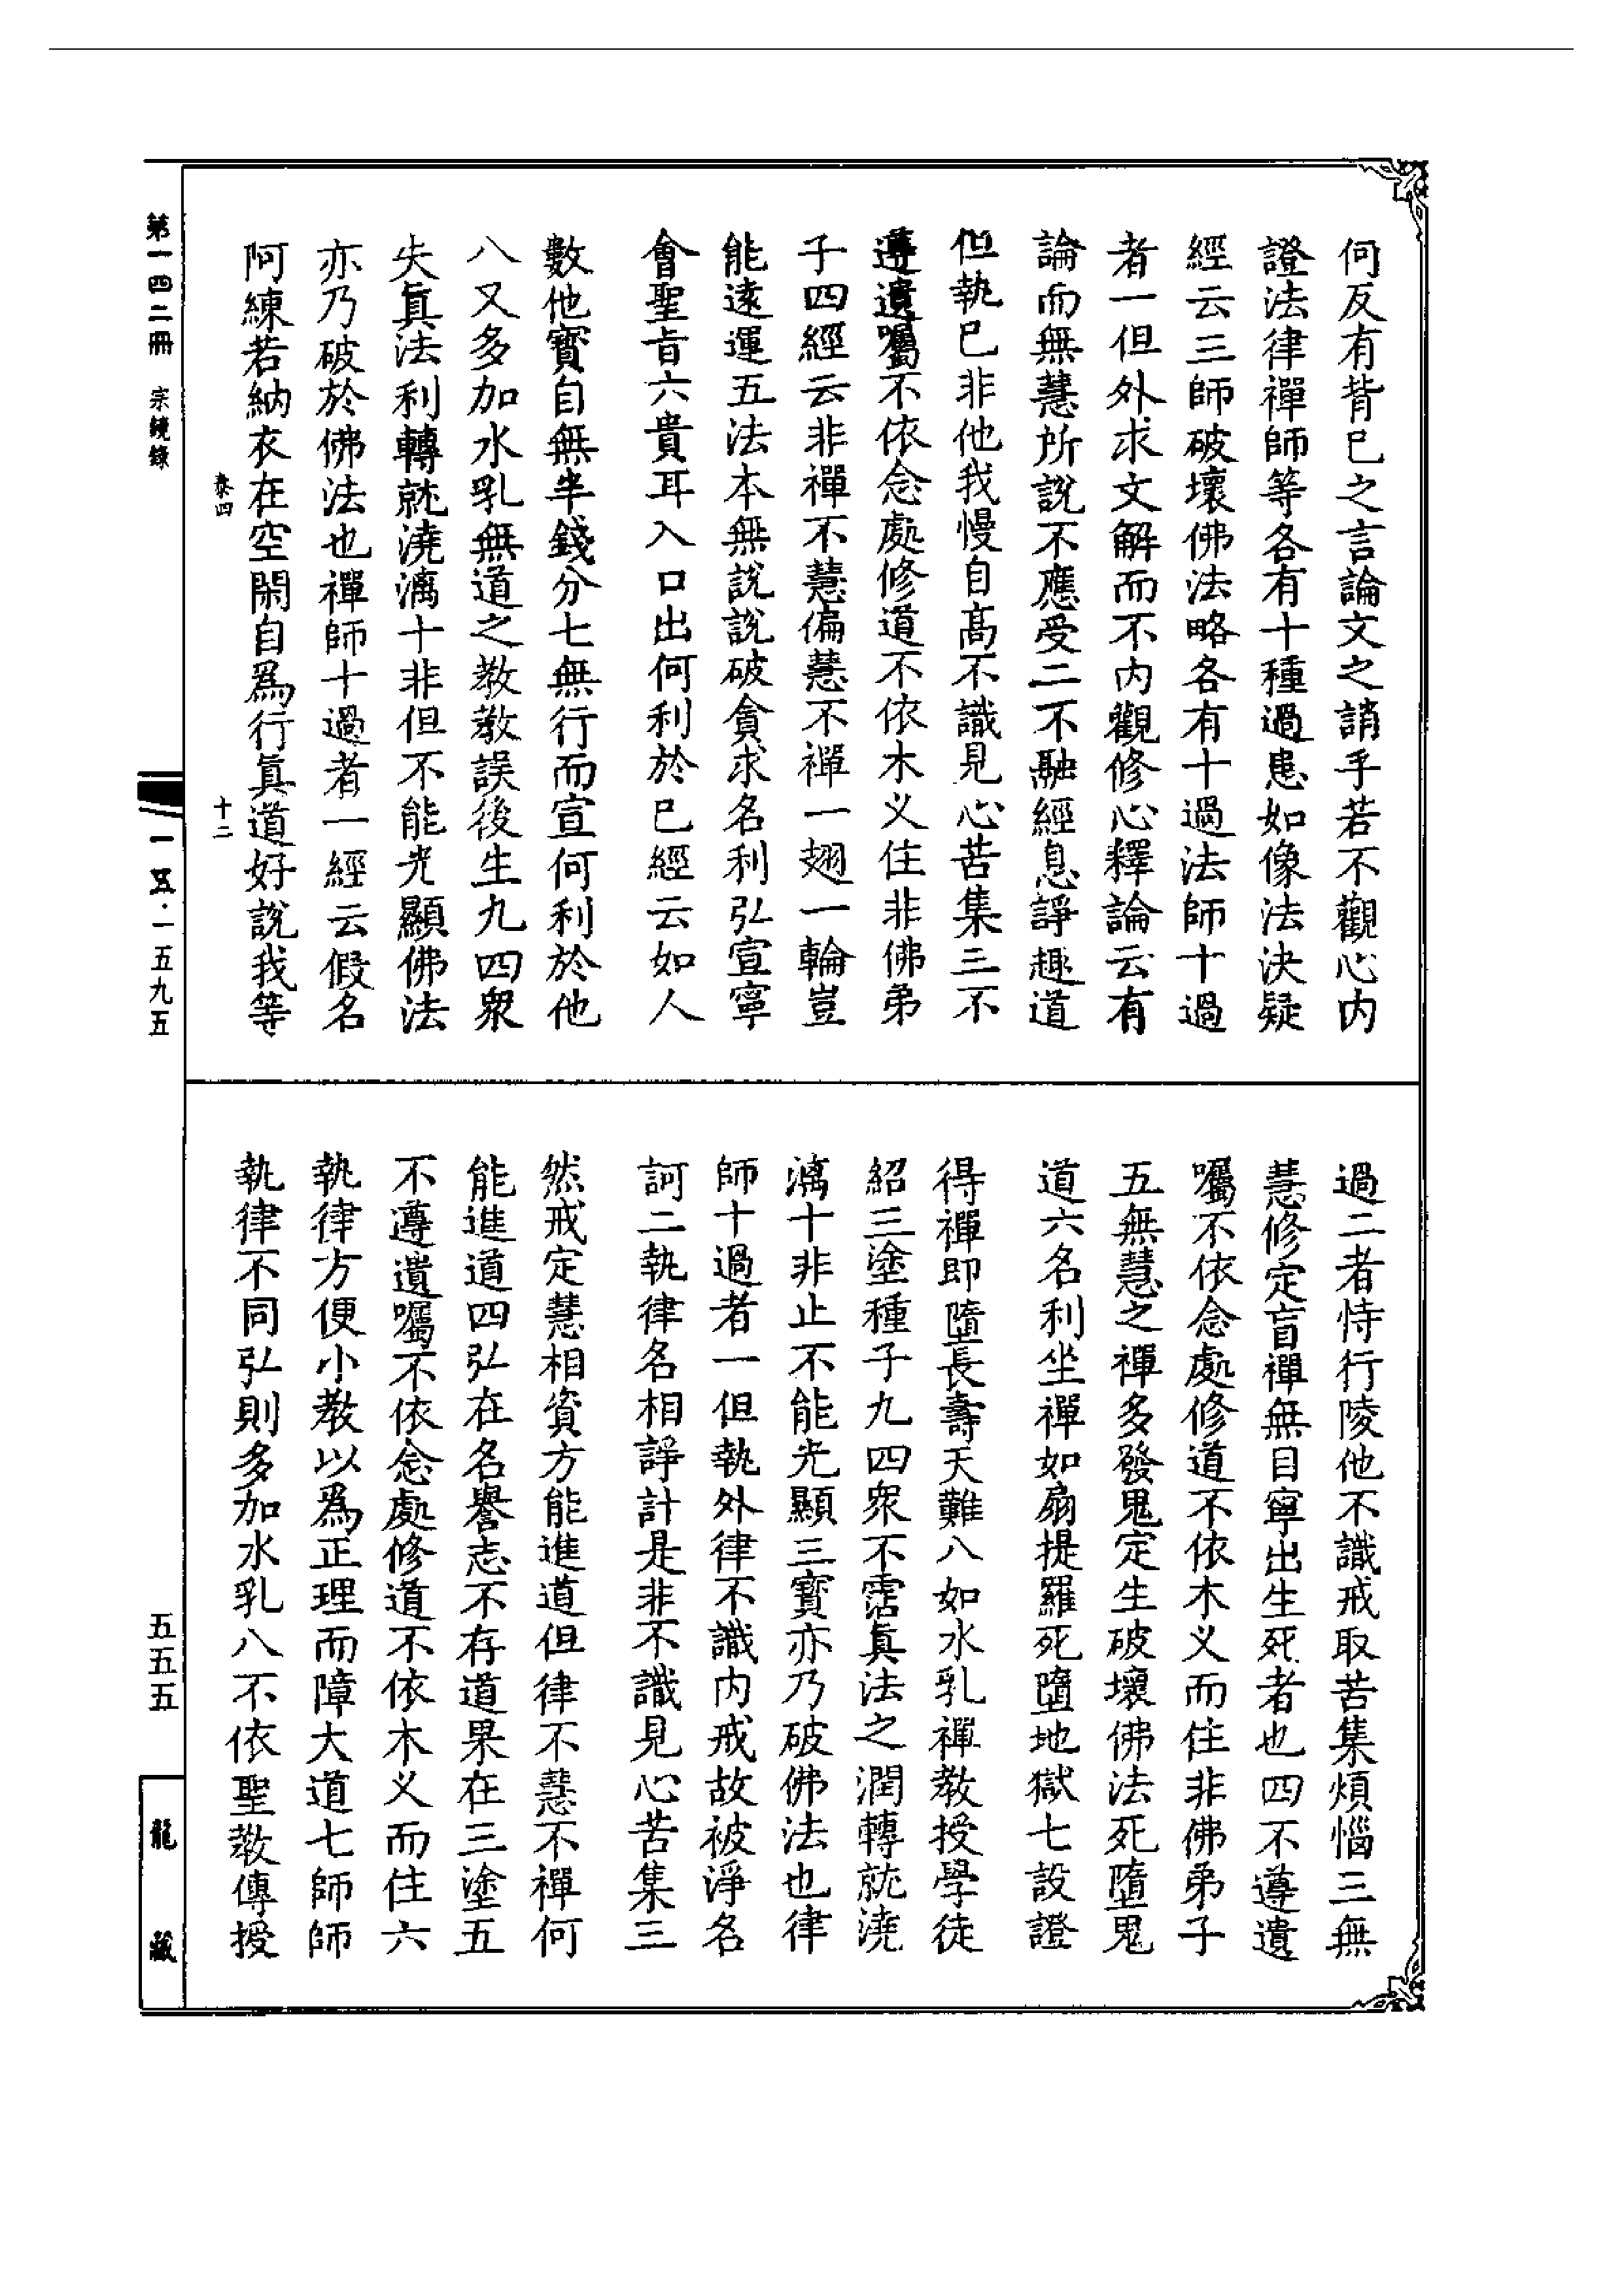 何反有背已之言論文之誚乎若不觀心內
證法律禪師等各有十種過患如像法決疑
經云三師破壞佛法略各有十過法師十過
者一但外求文解而不內觀修心釋論云有
論而無慧所說不應受二不融經息諍趣道
但執已非他我慢自高不識見心苦集三不
遵遺囑不依念處修道不依木义住非佛弟
子四經云非禪不慧偏慧不禪一翅一輪豈
能遠運五法本無說說破貪求名利弘宣寧
會聖旨六貴耳入口出何利於已經云如人
數他寶自無半錢分七無行而宣何利於他
八又多加水乳無道之教教誤後生九四衆
失真法利轉就澆漓十非但不能光顯佛法
亦乃破於佛法也禪師十過者一經云假名
阿練若納衣在空閑自爲行真道好說我等
過二者恃行陵他不識戒取苦集煩惱三無
慧修定盲禪無目寧出生死者也四不遵遺
囑不依念處修道不依木义而住非佛弟子
五無慧之禪多發鬼定生破壞佛法死墮鬼
道六名利坐禪如扇提羅死墮地獄七設證
得禪即墮長壽天難八如水乳禪教授學徒
紹三塗種子九四衆不霑真法之潤轉就澆
漓十非止不能光顯三寶亦乃破佛法也律
師十過者一但執外律不識內戒故被淨名
訶二執律名相諍計是非不識見心苦集三
然戒定慧相資方能進道但律不慧不禪何
能進道四弘在名譽志不存道果在三塗五
不遵遺囑不依念處修道不依木义而住六
執律方便小教以爲正理而障大道七師師
執律不同弘則多加水乳八不依聖教傳授
泰四
十二
第一四二冊
宗鏡錄
一五·一五九五
五五五
龍藏